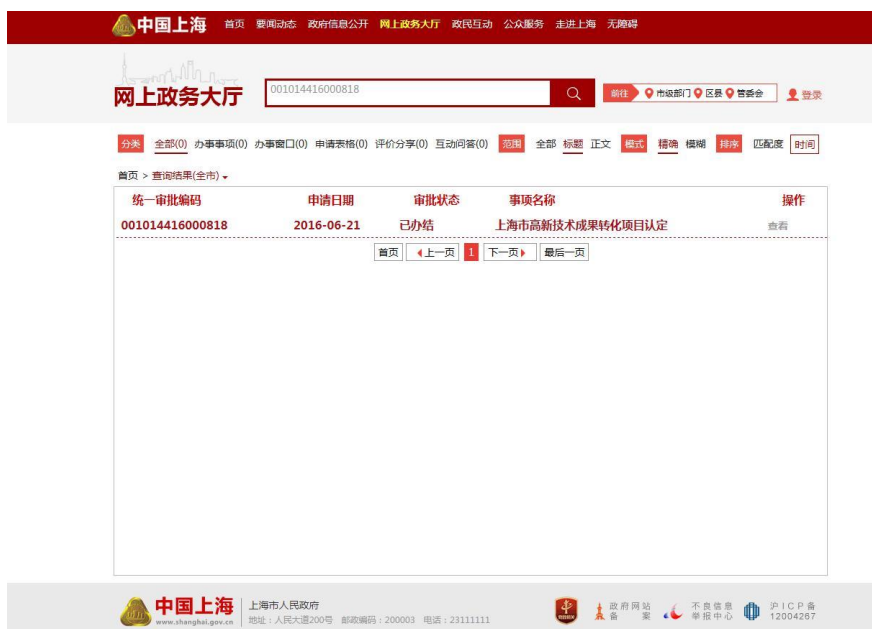 中国上海 首页 要闻动态 政府信息公开 网上政务大厅 政民互动 公众服务 走进上海 无障碍
网上政务大厅 001014416000818 前往 市级部门 区县 管委会 登录
分类 全部(0) 办事事项(0) 办事窗口(0) 申请表格(0) 评价分享(0) 互动问答(0) 范围 全部 标题 正文 模式 精确 模糊 排序 匹配度 时间
首页 > 查询结果(全市)
统一审批编码 申请日期 审批状态 事项名称 操作
001014416000818 2016-06-21 已办结 上海市高新技术成果转化项目认定 查看
首页 上一页 1 下一页 最后一页
中国上海 上海市人民政府 政府网站 不良信息 沪ICP备
www.shanghai.gov.cn 地址：人民大道200号 邮政编码：200003 电话：23111111 备案 举报中心 12004267